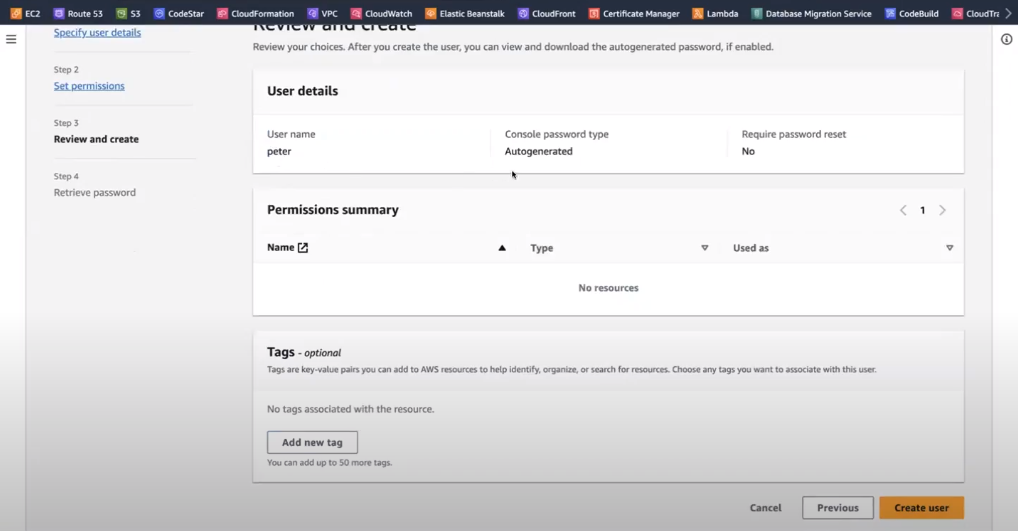 EC2 Route 53 S3 CodeStar CloudFormation VPC CloudWatch Elastic Beanstalk CloudFront Certificate Manager Lambda Database Migration Service CodeBuild CloudTra
Specify user details
Step 2
Set permissions
Step 3
Review and create
Step 4
Retrieve password
Review and create
Review your choices. After you create the user, you can view and download the autogenerated password, if enabled.
User details
User name Console password type Require password reset
peter Autogenerated No
Permissions summary 1
Name Type Used as
No resources
Tags - optional
Tags are key-value pairs you can add to AWS resources to help identify, organize, or search for resources. Choose any tags you want to associate with this user.
No tags associated with the resource.
Add new tag
You can add up to 50 more tags.
Cancel Previous Create user